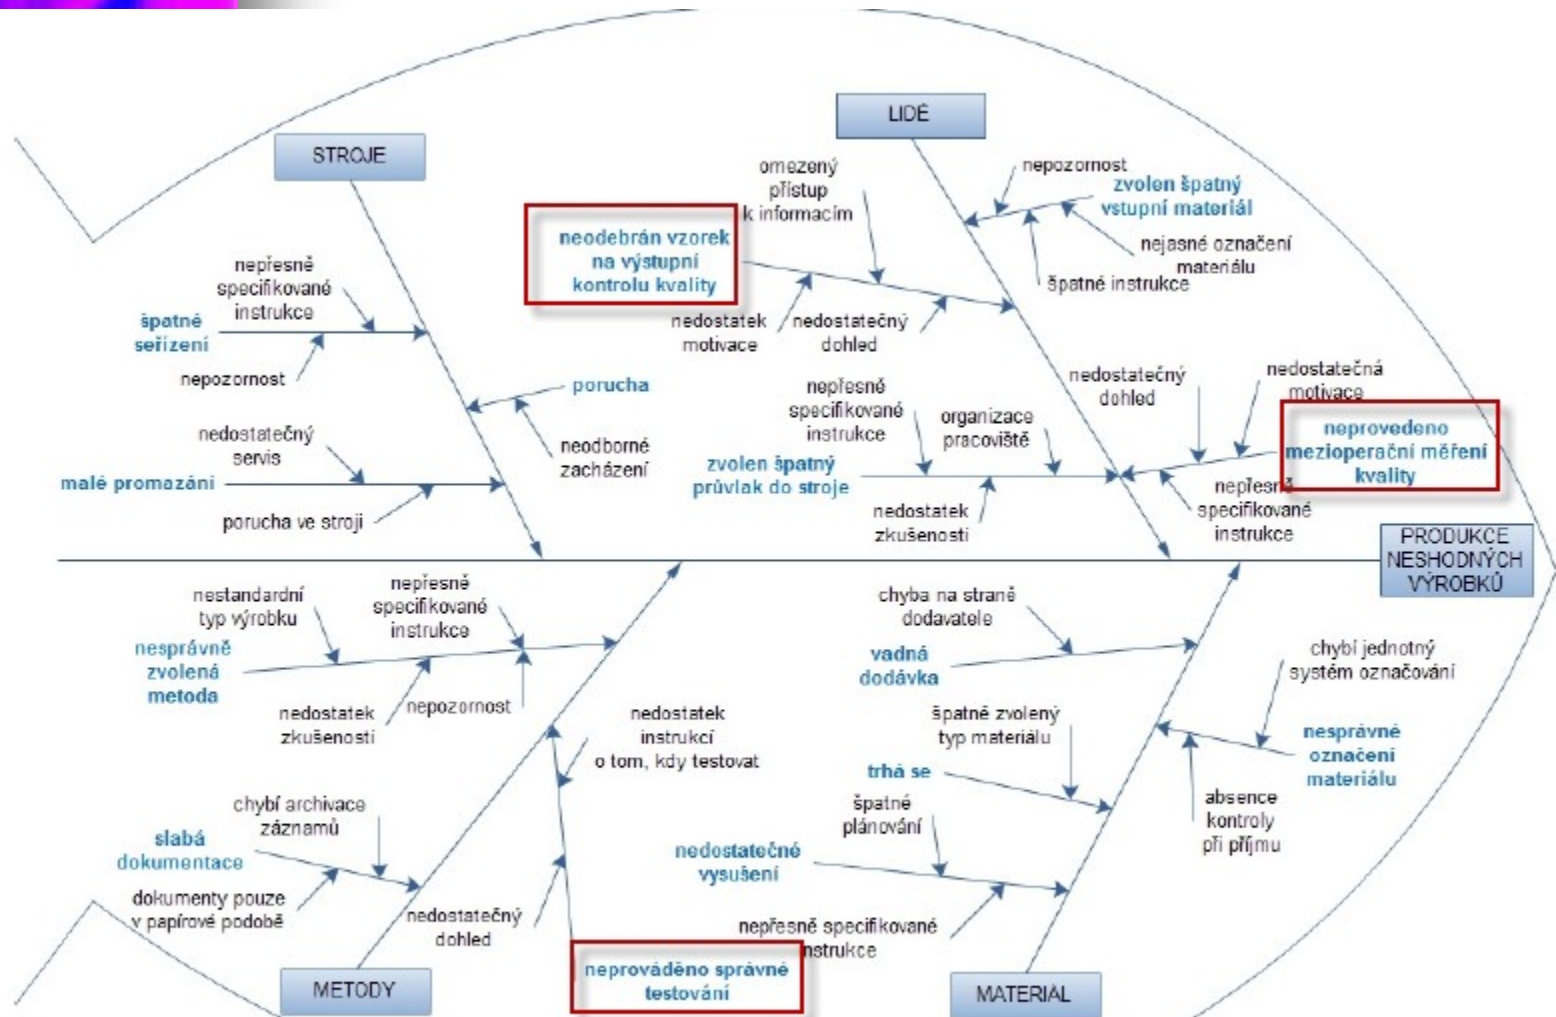 LIDÉ
STROJE
omezený
přístup
k informacím
nepozornost
zvolen špatný
vstupní materiál
neodebrán vzorek
na výstupní
kontrolu kvality
nejasné označení
materiálu
špatné instrukce
nepřesně
specifikované
instrukce
špatné
seřízení
nepozornost
nedostatek
motivace
nedostatečný
dohled
porucha
neodborné
zacházení
nedostatečný
servis
malé promazání
porucha ve stroji
nepřesně
specifikované
instrukce
organizace
pracoviště
zvolen špatný
průvlak do stroje
nedostatek
zkušeností
nedostatečný
dohled
nedostatečná
motivace
neprovedeno
mezioperační měření
kvality
nepřesně
specifikované
instrukce
PRODUKCE
NESHODNÝCH
VÝROBKŮ
nestandardní
typ výrobku
nepřesně
specifikované
instrukce
nesprávně
zvolená
metoda
nedostatek
zkušeností
nepozornost
nedostatek
instrukcí
o tom, kdy testovat
chybí archivace
záznamů
slabá
dokumentace
dokumenty pouze
v papírové podobě
nedostatečný
dohled
neprováděno správné
testování
METODY
chyba na straně
dodavatele
vadná
dodávka
chybí jednotný
systém označování
špatně zvolený
typ materiálu
nesprávné
označení
materiálu
trhá se
absence
kontroly
při příjmu
špatné
plánování
nedostatečné
vysušení
nepřesně specifikované
instrukce
MATERIÁL